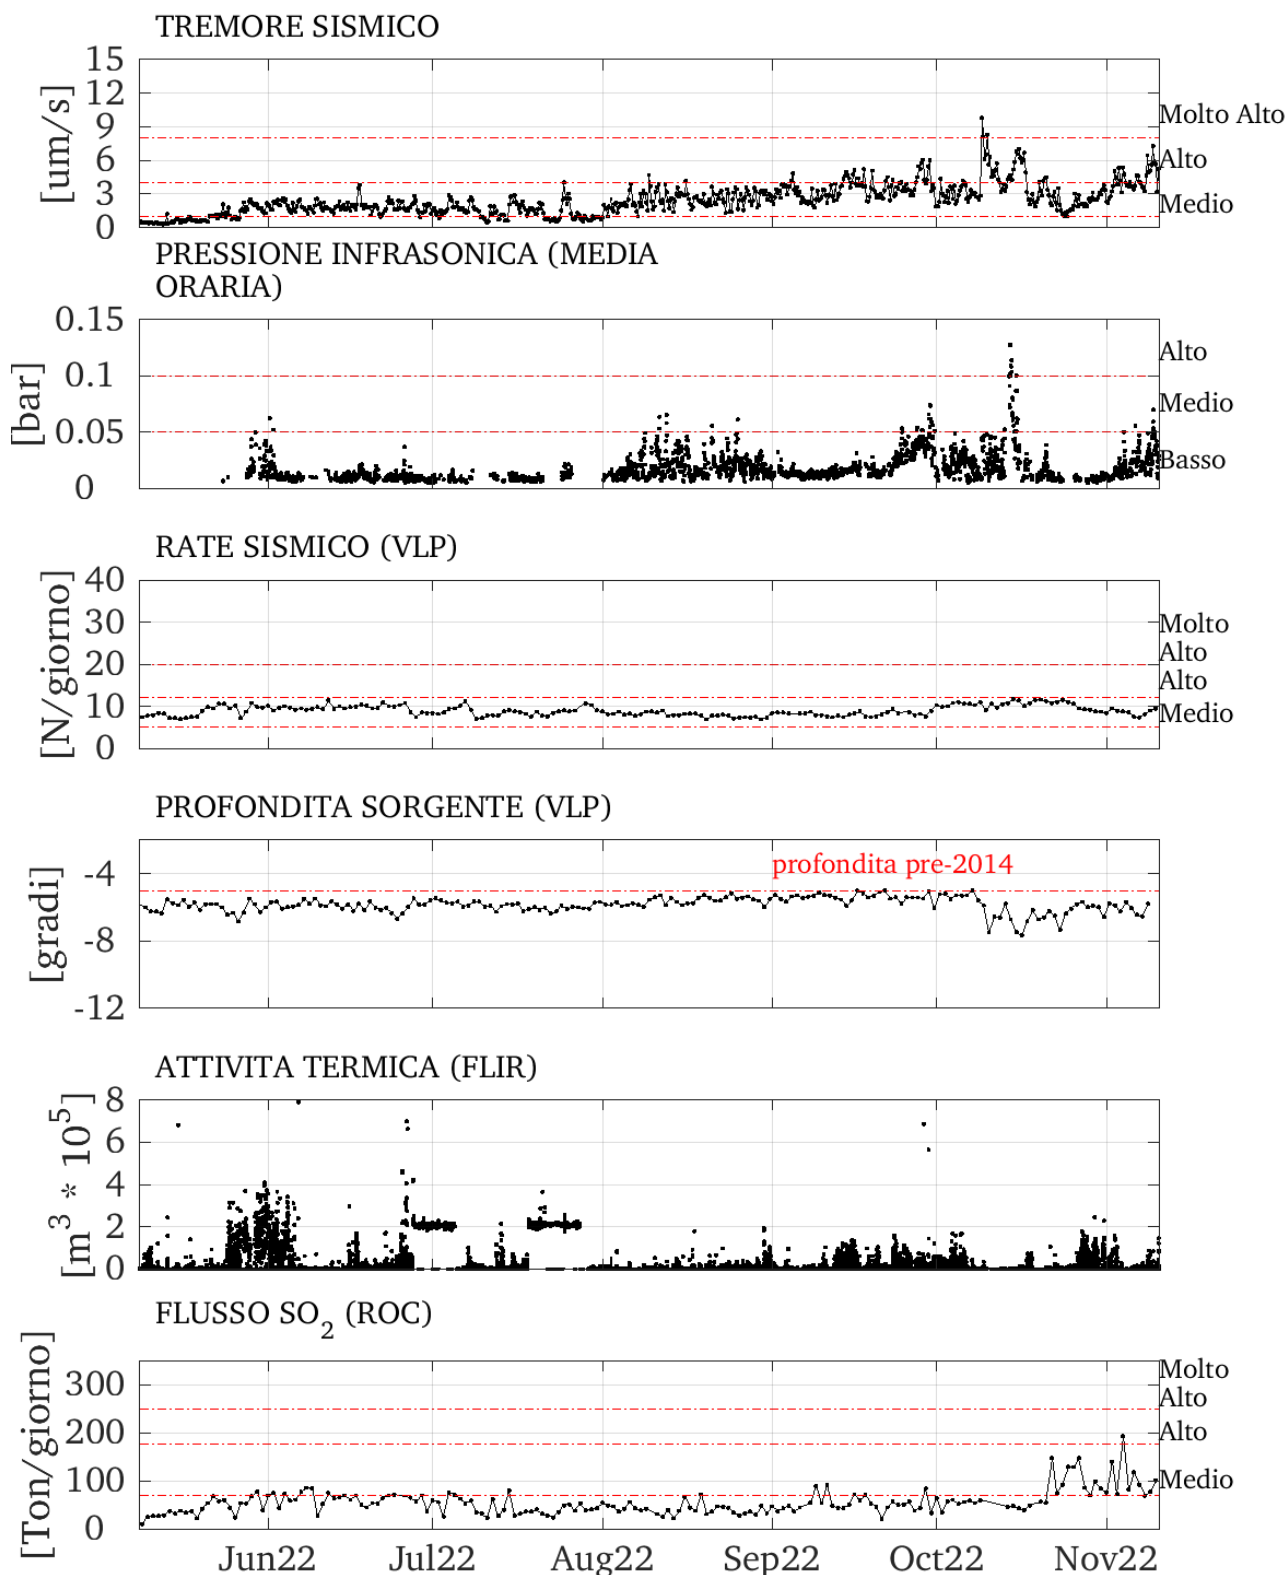 TREMORE SISMICO
15
12
9
6
3
0
[um/s]
Molto Alto
Alto
Medio
PRESSIONE INFRASONICA (MEDIA
ORARIA)
0.15
0.1
0.05
0
[bar]
Alto
Medio
Basso
RATE SISMICO (VLP)
40
30
20
10
0
[N/giorno]
Molto
Alto
Alto
Medio
PROFONDITA SORGENTE (VLP)
-4
-8
-12
[gradi]
profondita pre-2014
ATTIVITA TERMICA (FLIR)
8
6
4
2
0
[m³ * 10⁵]
FLUSSO SO₂ (ROC)
300
200
100
0
[Ton/giorno]
Molto
Alto
Alto
Medio
Jun22 Jul22 Aug22 Sep22 Oct22 Nov22